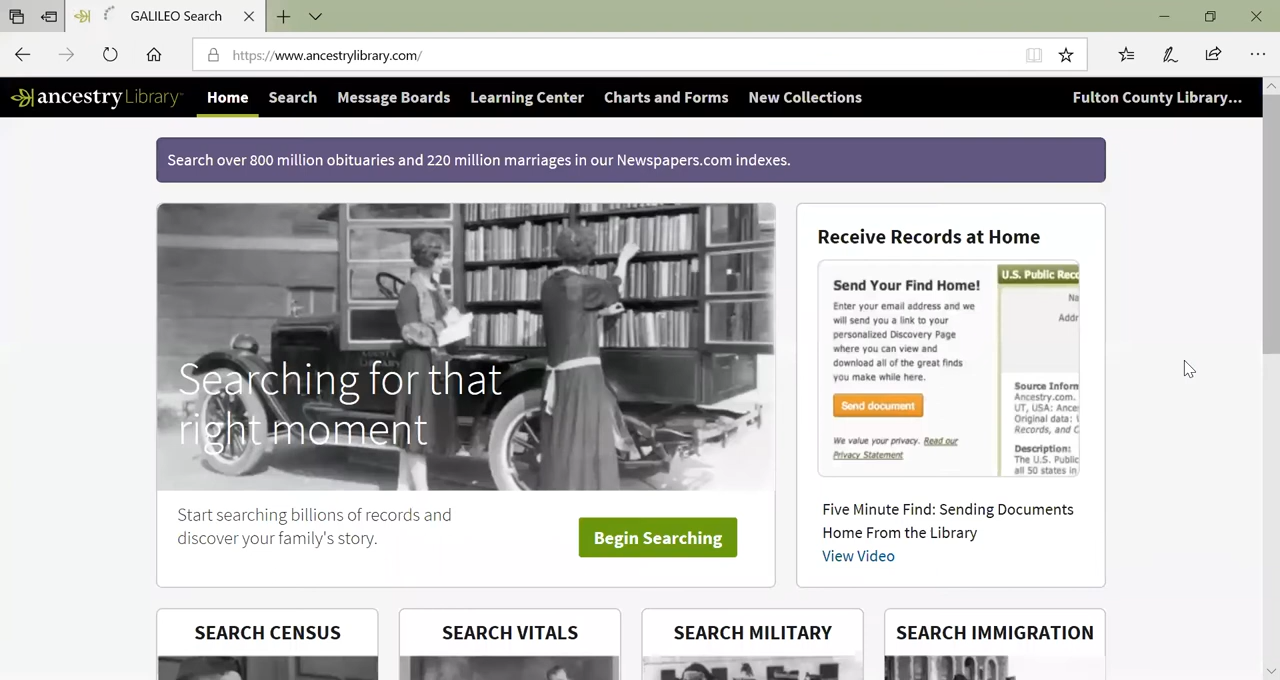 GALILEO Search
https://www.ancestrylibrary.com/
ancestryLibrary Home Search Message Boards Learning Center Charts and Forms New Collections Fulton County Library...
Search over 800 million obituaries and 220 million marriages in our Newspapers.com indexes.
Searching for that
right moment
Start searching billions of records and
discover your family's story.
Begin Searching
Receive Records at Home
Send Your Find Home!
Enter your email address and we
will send you a link to your
personalized Discovery Page
where you can view and
download all of the great finds
you make while here.
Send document
We value your privacy. Read our
Privacy Statement
U.S. Public Reco
Na
Addr
Source Inform
Ancestry.com.
UT, USA: Ance
Original data:
Records, and C
Description:
The U.S. Public
all 50 states in
Five Minute Find: Sending Documents
Home From the Library
View Video
SEARCH CENSUS
SEARCH VITALS
SEARCH MILITARY
SEARCH IMMIGRATION